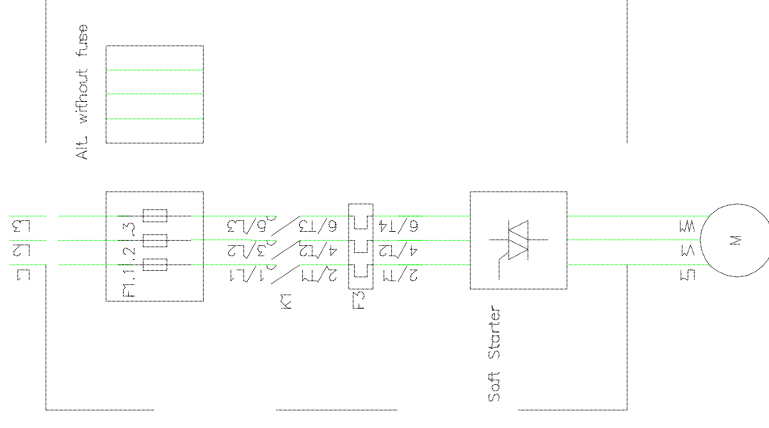 Alt. without fuse
L3
L2
L1
F1.1.2 .3
5/L3
3/L2
1/L1
6/T3
4/T2
2/T1
K1
F3
6/T4
4/T2
2/T1
Soft Starter
W1
V1
U1
M